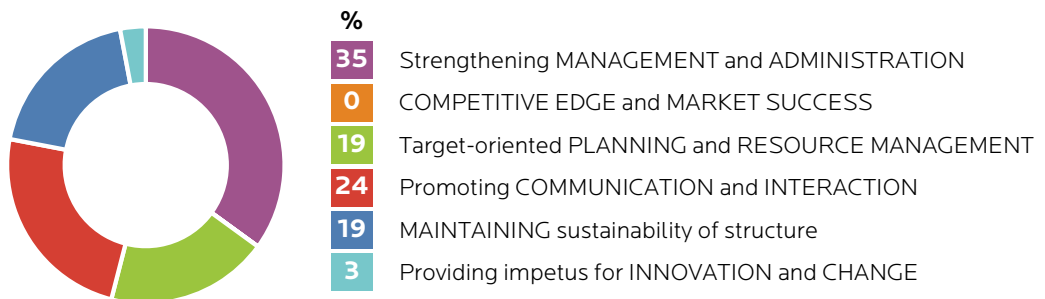 %
35 Strengthening MANAGEMENT and ADMINISTRATION
0 COMPETITIVE EDGE and MARKET SUCCESS
19 Target-oriented PLANNING and RESOURCE MANAGEMENT
24 Promoting COMMUNICATION and INTERACTION
19 MAINTAINING sustainability of structure
3 Providing impetus for INNOVATION and CHANGE